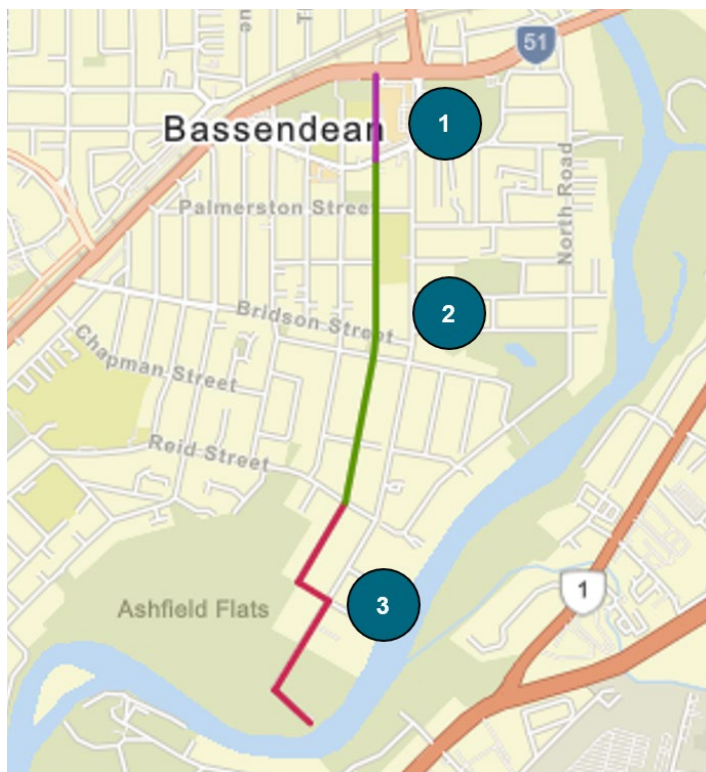 51
Bassendean
1
North Road
Palmerston Street
2
Bridson Street
Chapman Street
Reid Street
1
3
Ashfield Flats